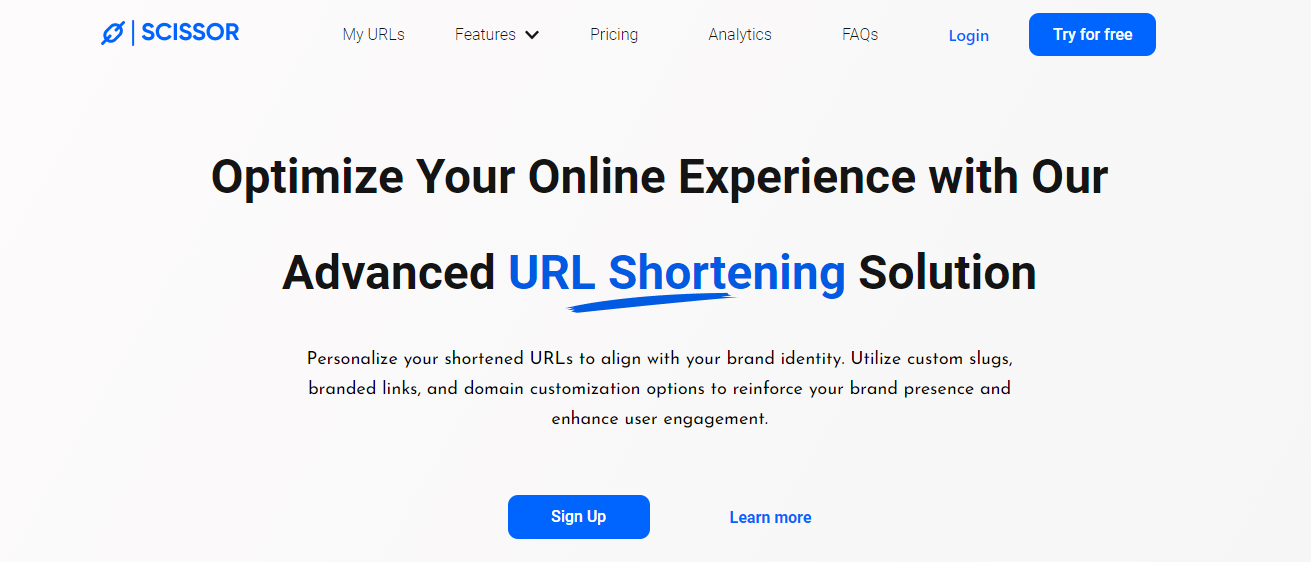 SCISSOR My URLs Features Pricing Analytics FAQs Login Try for free
Optimize Your Online Experience with Our
Advanced URL Shortening Solution
Personalize your shortened URLs to align with your brand identity. Utilize custom slugs,
branded links, and domain customization options to reinforce your brand presence and
enhance user engagement.
Sign Up Learn more